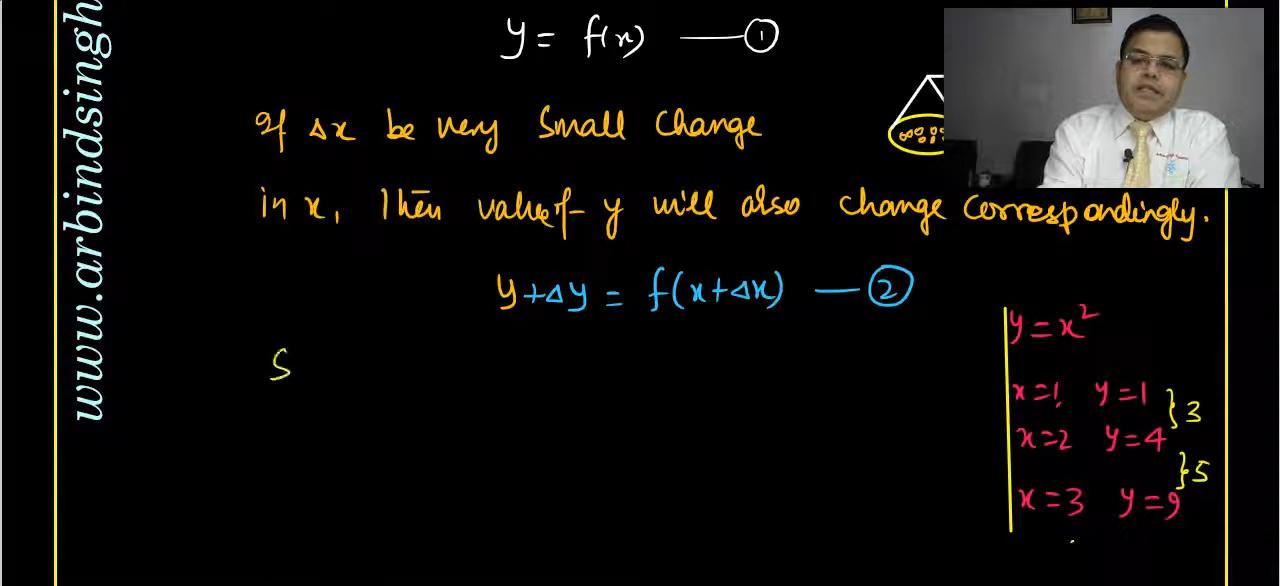 www.arbindsingh
y = f(x) — ①
If Δx be very small change
in x, Then value of y will also change correspondingly.
y+Δy = f(x+Δx) — ②
S
y = x²
x=1, y=1 } 3
x=2 y=4
} 5
x=3 y=9